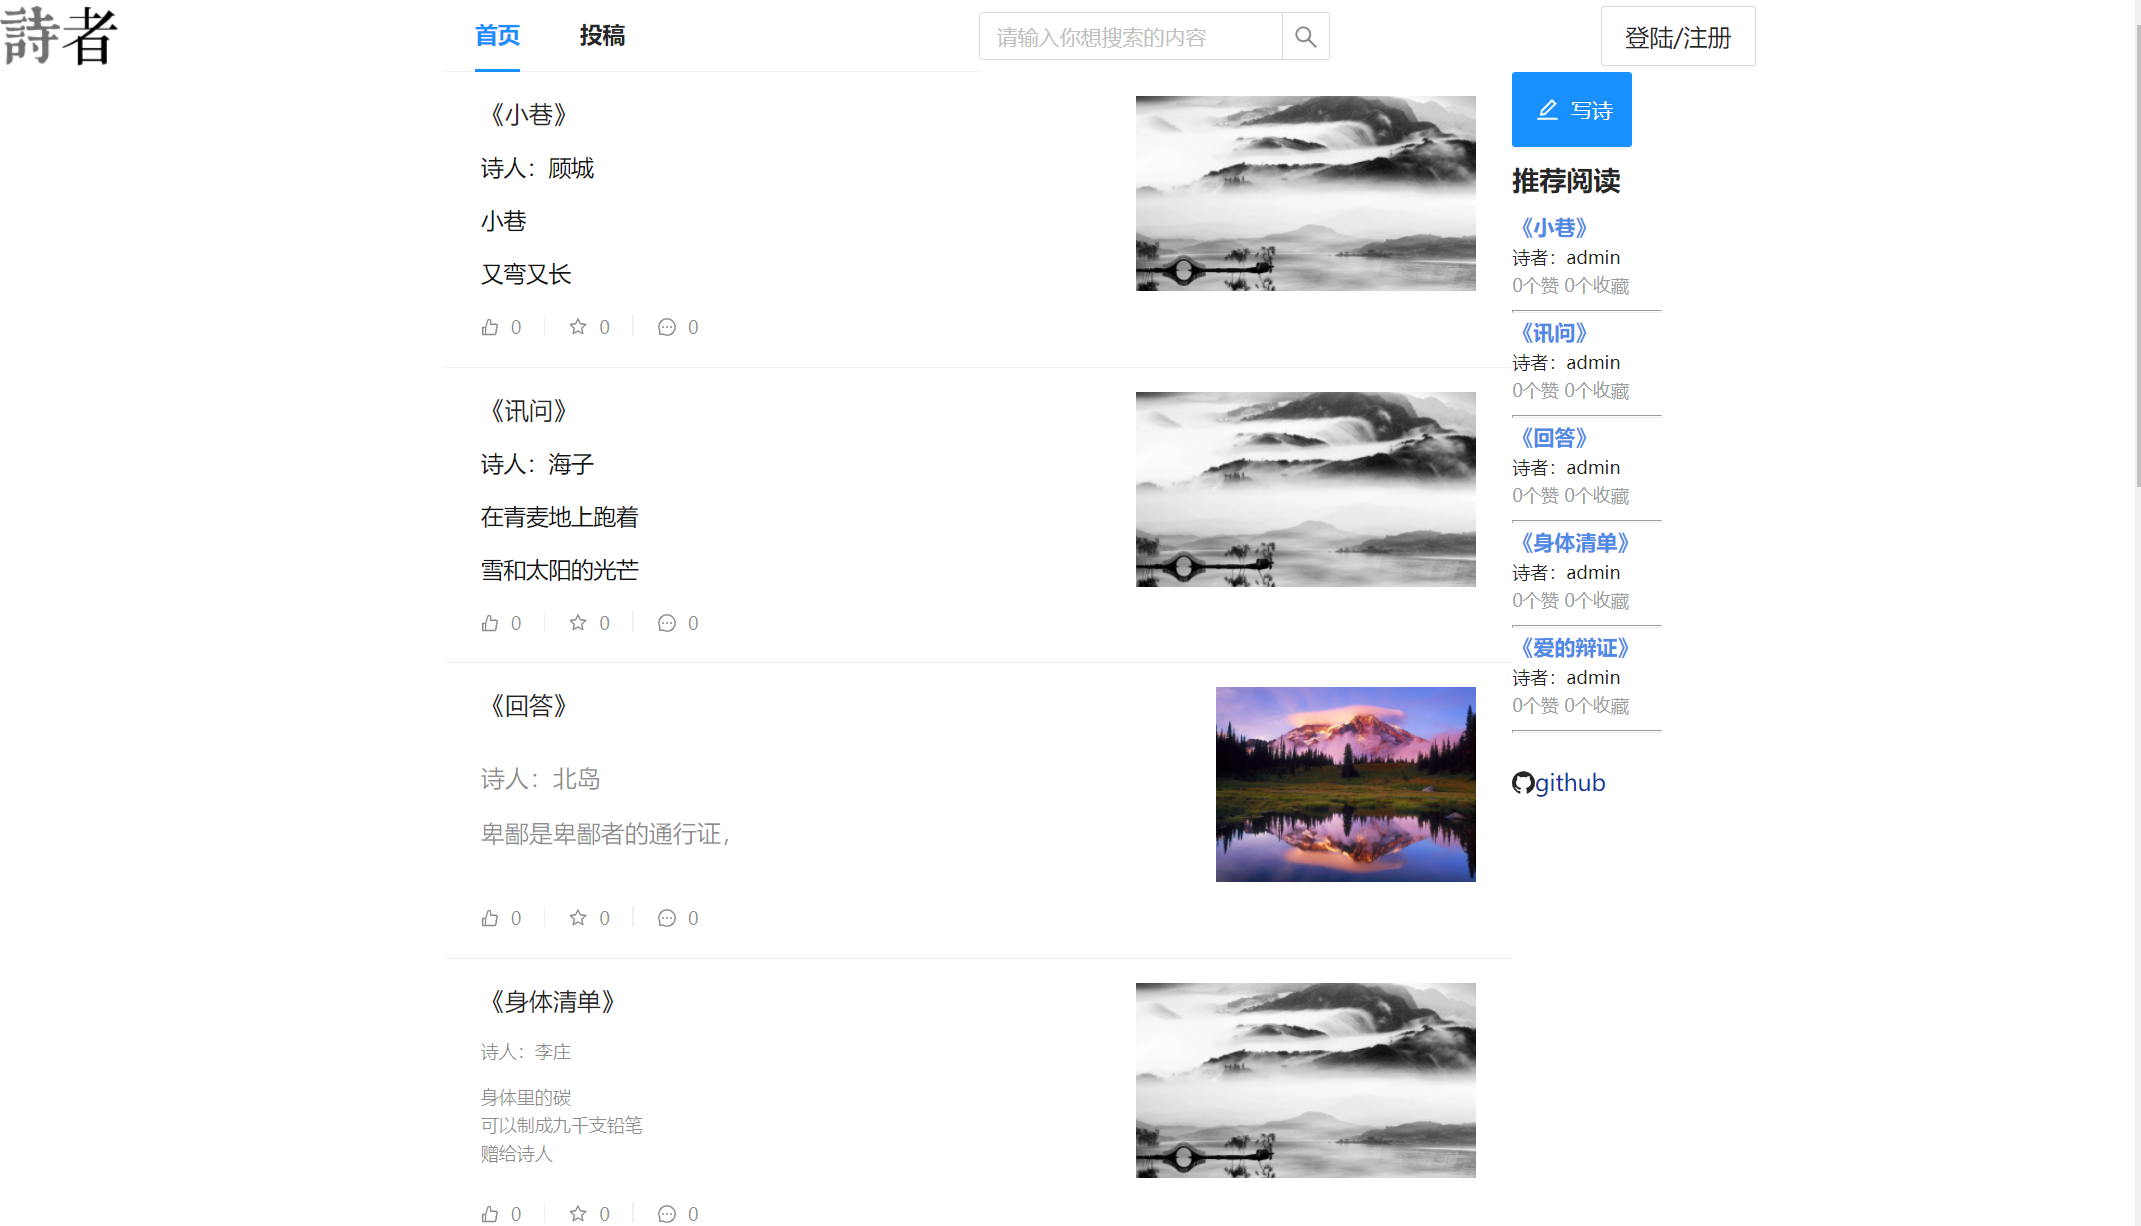 詩者
首页 投稿 请输入你想搜索的内容 登陆/注册
《小巷》
诗人：顾城
小巷
又弯又长
0 0 0
《讯问》
诗人：海子
在青麦地上跑着
雪和太阳的光芒
0 0 0
《回答》
诗人：北岛
卑鄙是卑鄙者的通行证，
0 0 0
《身体清单》
诗人：李庄
身体里的碳
可以制成九千支铅笔
赠给诗人
0 0 0
写诗
推荐阅读
《小巷》
诗者：admin
0个赞 0个收藏
《讯问》
诗者：admin
0个赞 0个收藏
《回答》
诗者：admin
0个赞 0个收藏
《身体清单》
诗者：admin
0个赞 0个收藏
《爱的辩证》
诗者：admin
0个赞 0个收藏
github